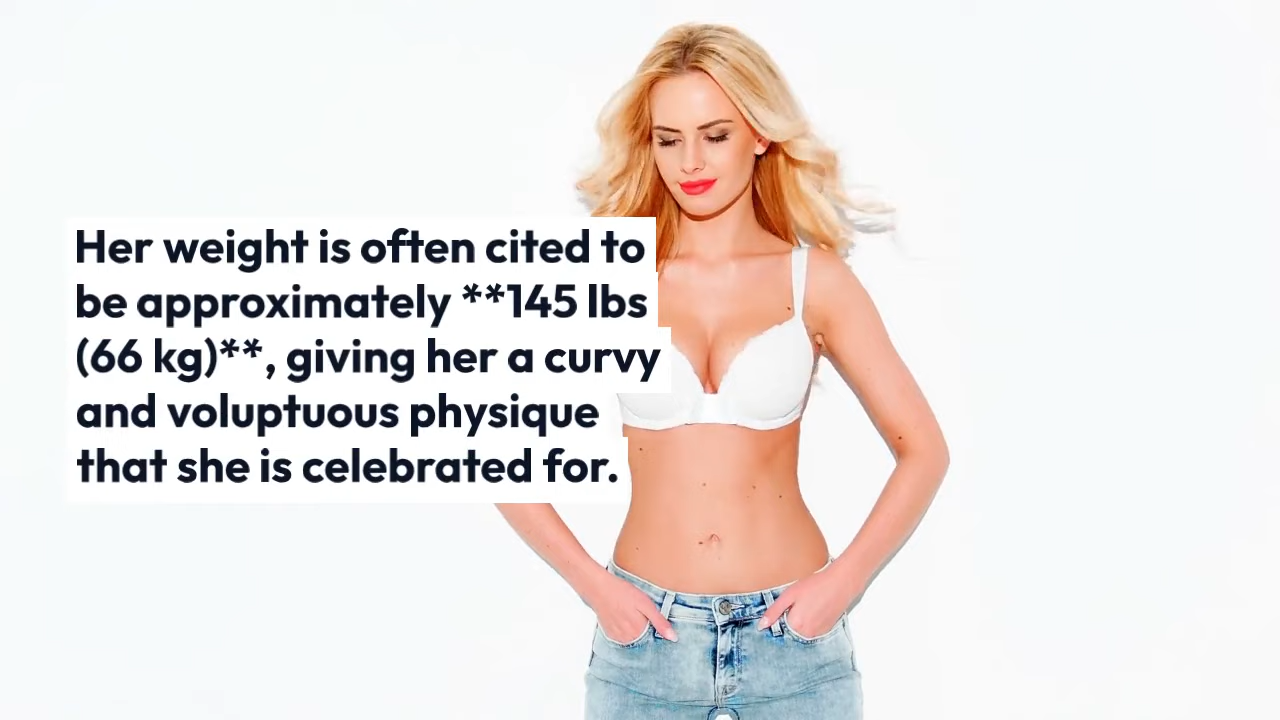 Her weight is often cited to
be approximately **145 lbs
(66 kg)**, giving her a curvy
and voluptuous physique
that she is celebrated for.